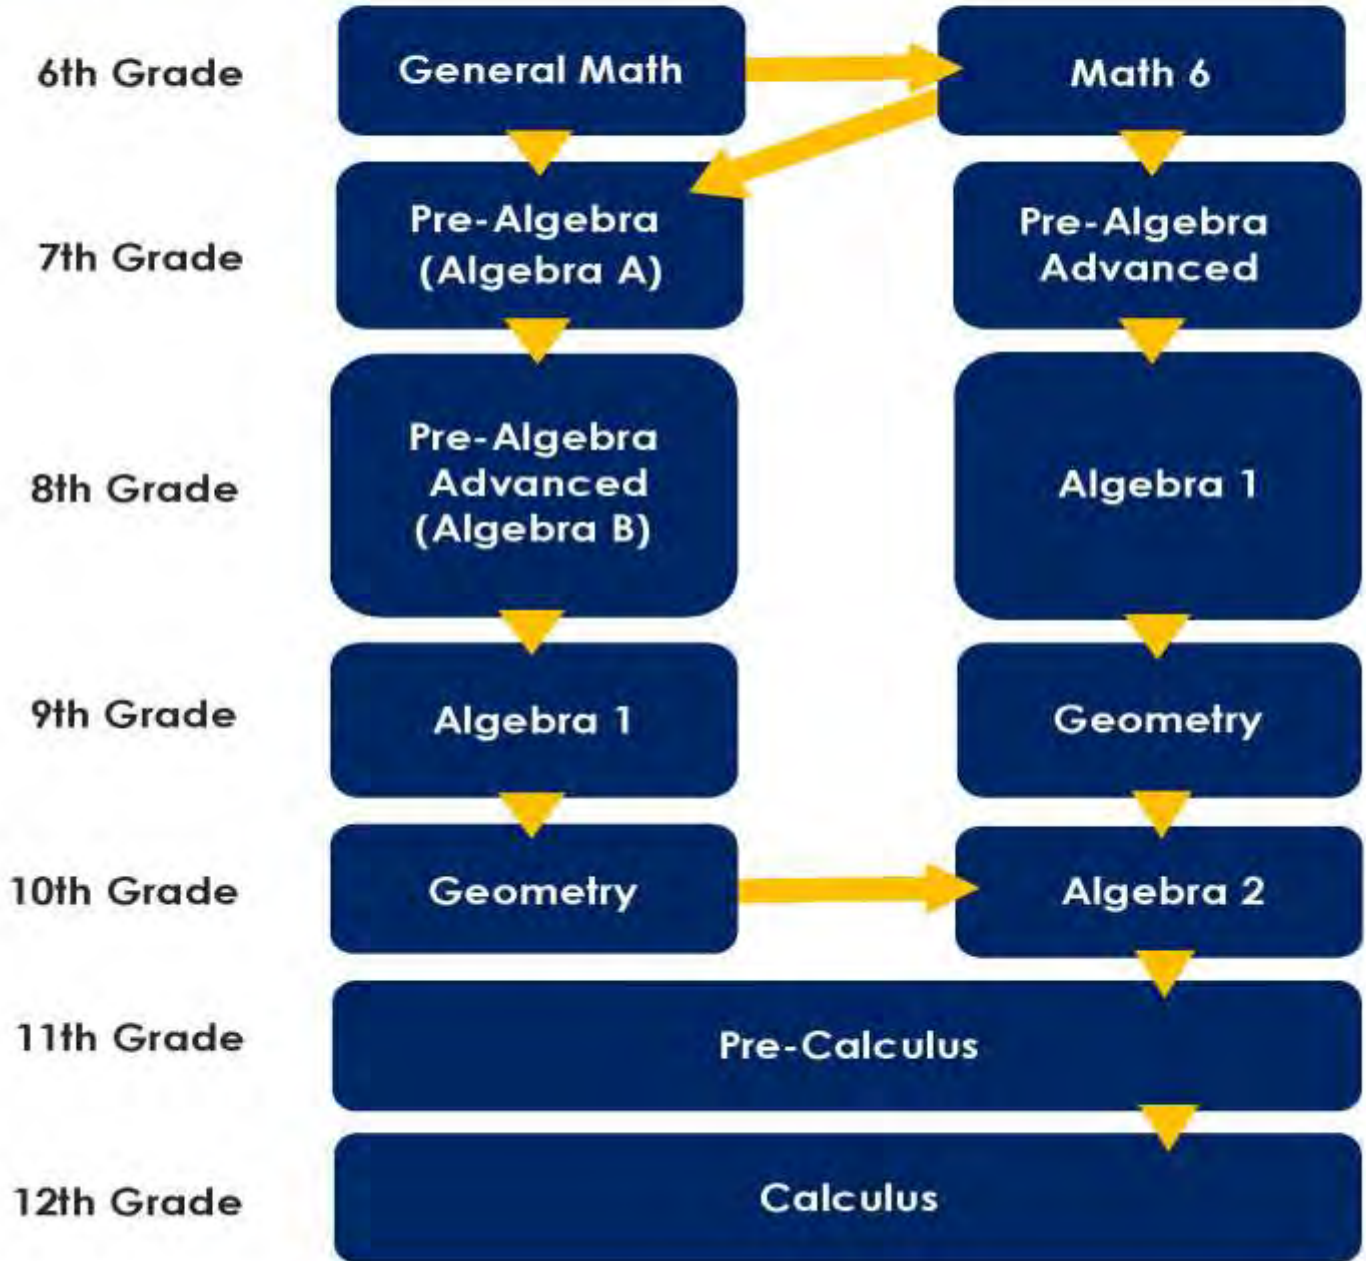 6th Grade
General Math
Math 6
7th Grade
Pre-Algebra
(Algebra A)
Pre-Algebra
Advanced
8th Grade
Pre-Algebra
Advanced
(Algebra B)
Algebra 1
9th Grade
Algebra 1
Geometry
10th Grade
Geometry
Algebra 2
11th Grade
Pre-Calculus
12th Grade
Calculus